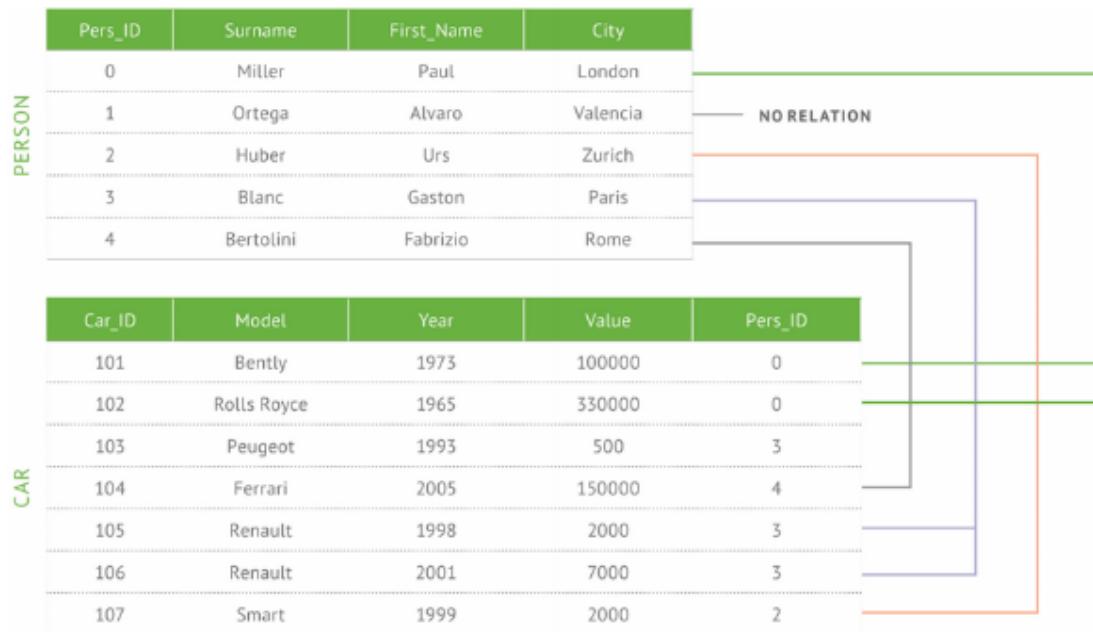 PERSON
Pers_ID Surname First_Name City
0 Miller Paul London
1 Ortega Alvaro Valencia NO RELATION
2 Huber Urs Zurich
3 Blanc Gaston Paris
4 Bertolini Fabrizio Rome
CAR
Car_ID Model Year Value Pers_ID
101 Bently 1973 100000 0
102 Rolls Royce 1965 330000 0
103 Peugeot 1993 500 3
104 Ferrari 2005 150000 4
105 Renault 1998 2000 3
106 Renault 2001 7000 3
107 Smart 1999 2000 2